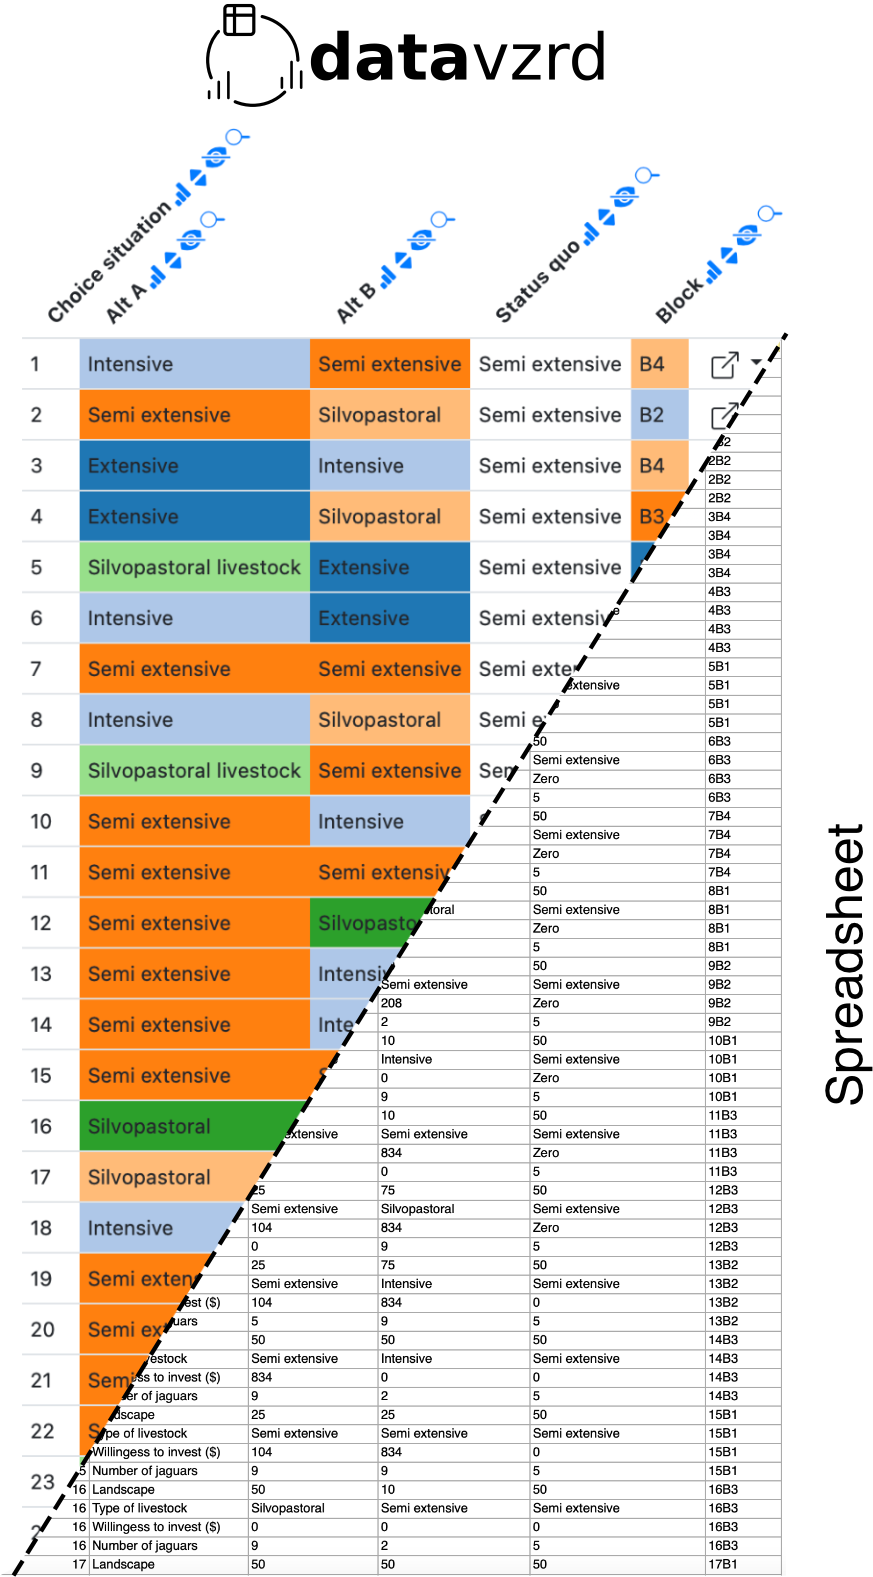 datavzrd
Choice situation
Alt A
Alt B
Status quo
Block
1 Intensive Semi extensive Semi extensive B4
2 Semi extensive Silvopastoral Semi extensive B2
3 Extensive Intensive Semi extensive B4
4 Extensive Silvopastoral Semi extensive B3
5 Silvopastoral livestock Extensive Semi extensive
6 Intensive Extensive Semi extensive
7 Semi extensive Semi extensive Semi exter
8 Intensive Silvopastoral Semi e
9 Silvopastoral livestock Semi extensive Sem
10 Semi extensive Intensive
11 Semi extensive Semi extensiv
12 Semi extensive Silvopasto
13 Semi extensive Intensi
14 Semi extensive Inte
15 Semi extensive
16 Silvopastoral
17 Silvopastoral
18 Intensive
19 Semi exten
20 Semi ex
21 Semi
22 S
23
2B2
2B2
2B2
3B4
3B4
3B4
3B4
4B3
4B3
4B3
4B3
5B1
extensive 5B1
5B1
5B1
50 6B3
Semi extensive 6B3
Zero 6B3
5 6B3
50 7B4
Semi extensive 7B4
Zero 7B4
5 7B4
50 8B1
toral Semi extensive 8B1
Zero 8B1
5 8B1
50 9B2
Semi extensive Semi extensive 9B2
208 Zero 9B2
2 5 9B2
10 50 10B1
Intensive Semi extensive 10B1
0 Zero 10B1
9 5 10B1
10 50 11B3
extensive Semi extensive Semi extensive 11B3
834 Zero 11B3
0 5 11B3
25 75 50 12B3
Semi extensive Silvopastoral Semi extensive 12B3
104 834 Zero 12B3
0 9 5 12B3
25 75 50 13B2
Semi extensive Intensive Semi extensive 13B2
est ($) 104 834 0 13B2
uars 5 9 5 13B2
50 50 50 14B3
vestock Semi extensive Intensive Semi extensive 14B3
ss to invest ($) 834 0 0 14B3
er of jaguars 9 2 5 14B3
dscape 25 25 50 15B1
ype of livestock Semi extensive Semi extensive Semi extensive 15B1
Willingess to invest ($) 104 834 0 15B1
5 Number of jaguars 9 9 5 15B1
16 Landscape 50 10 50 16B3
16 Type of livestock Silvopastoral Semi extensive Semi extensive 16B3
16 Willingess to invest ($) 0 0 0 16B3
16 Number of jaguars 9 2 5 16B3
17 Landscape 50 50 50 17B1
Spreadsheet